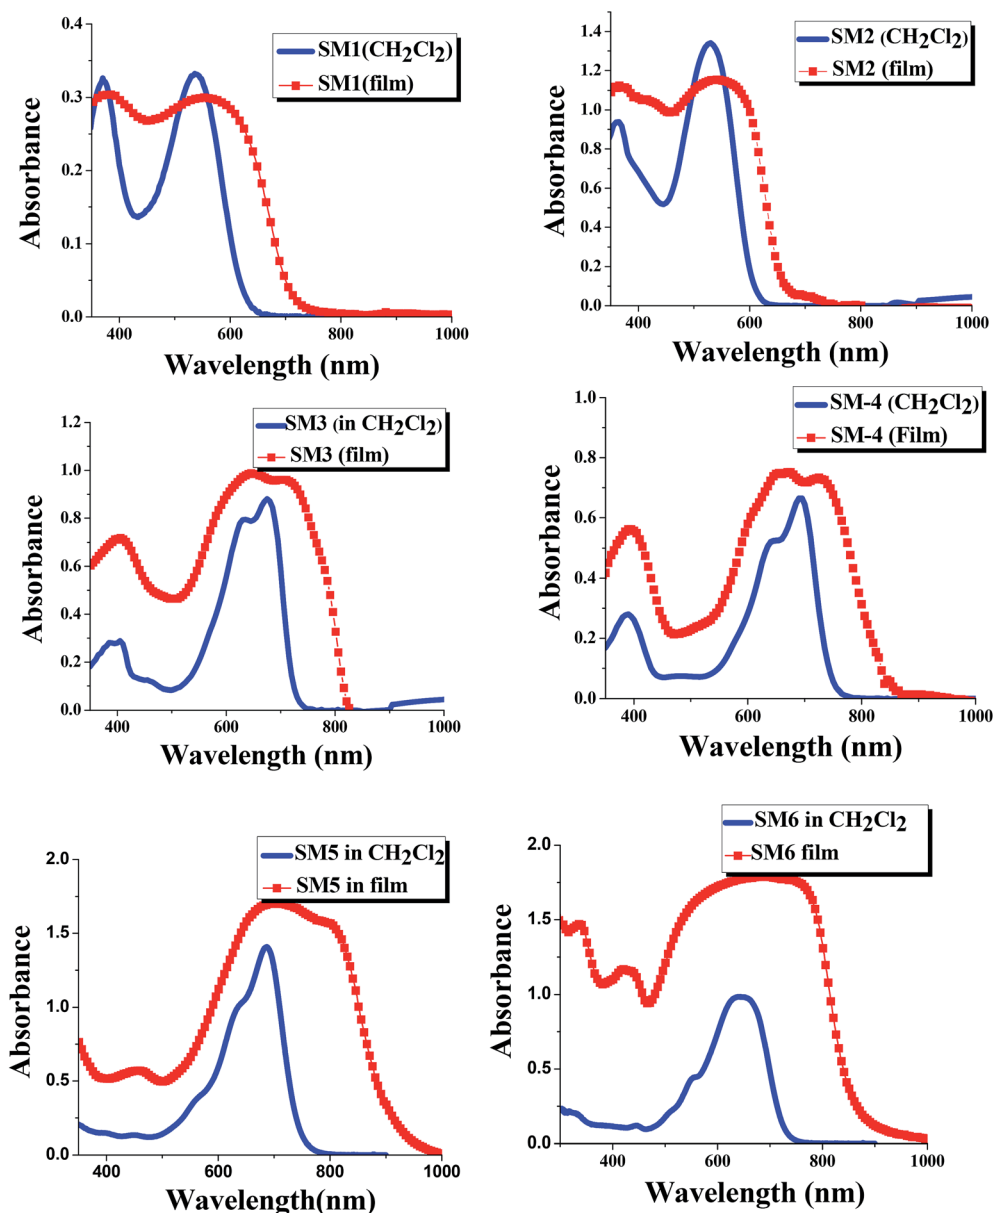 0.4
0.3
0.2
0.1
0.0
Absorbance
SM1(CH2Cl2)
SM1(film)
400
600
800
1000
Wavelength (nm)
1.4
1.2
1.0
0.8
0.6
0.4
0.2
0.0
Absorbance
SM2 (CH2Cl2)
SM2 (film)
400
600
800
1000
Wavelength (nm)
1.2
1.0
0.8
0.6
0.4
0.2
0.0
Absorbance
SM3 (in CH2Cl2)
SM3 (film)
400
600
800
1000
Wavelength (nm)
0.8
0.6
0.4
0.2
0.0
Absorbance
SM-4 (CH2Cl2)
SM-4 (Film)
400
600
800
1000
Wavelength (nm)
2.0
1.5
1.0
0.5
0.0
Absorbance
SM5 in CH2Cl2
SM5 in film
400
600
800
1000
Wavelength(nm)
2.0
1.5
1.0
0.5
0.0
Absorbance
SM6 in CH2Cl2
SM6 film
400
600
800
1000
Wavelength (nm)